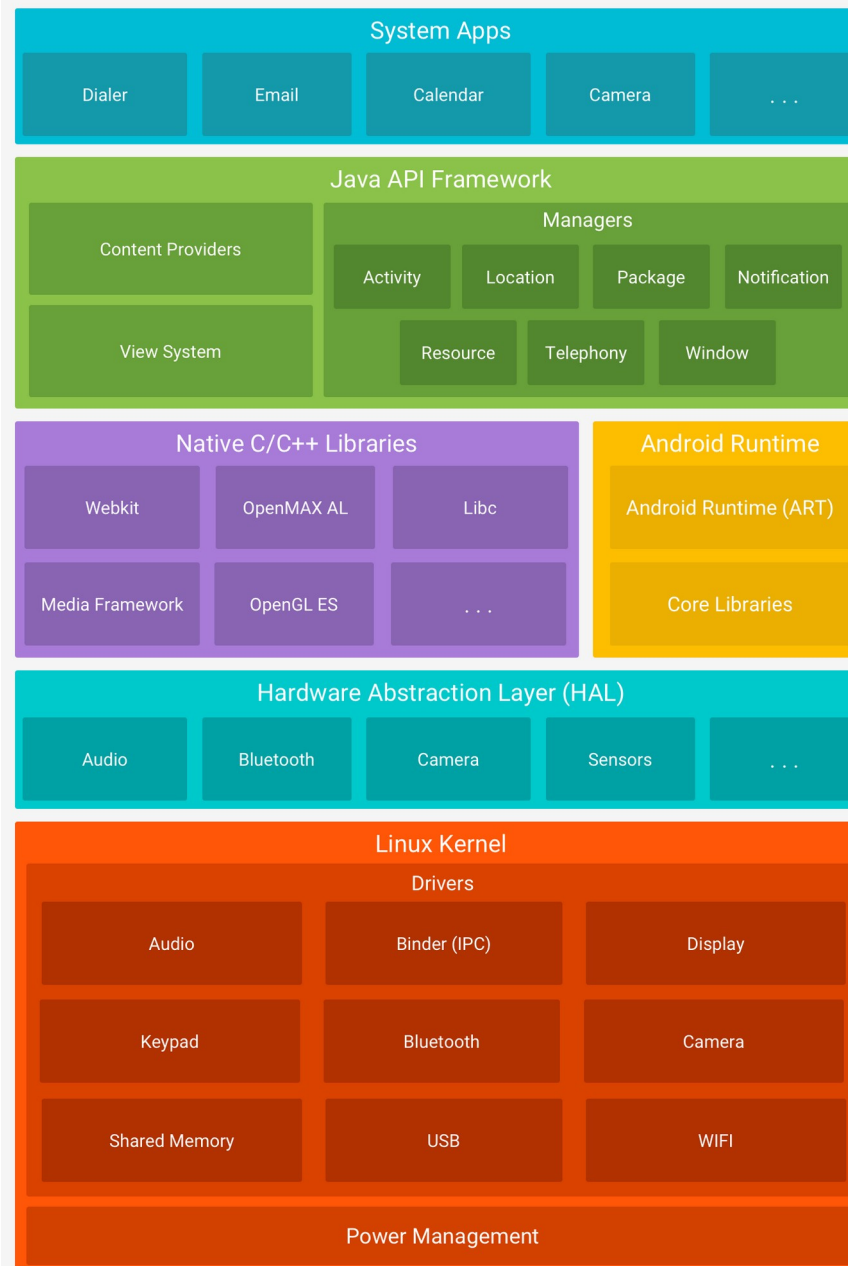 System Apps
Dialer
Email
Calendar
Camera
. . .
Java API Framework
Content Providers
View System
Managers
Activity
Location
Package
Notification
Resource
Telephony
Window
Native C/C++ Libraries
Webkit
OpenMAX AL
Libc
Media Framework
OpenGL ES
. . .
Android Runtime
Android Runtime (ART)
Core Libraries
Hardware Abstraction Layer (HAL)
Audio
Bluetooth
Camera
Sensors
. . .
Linux Kernel
Drivers
Audio
Binder (IPC)
Display
Keypad
Bluetooth
Camera
Shared Memory
USB
WIFI
Power Management